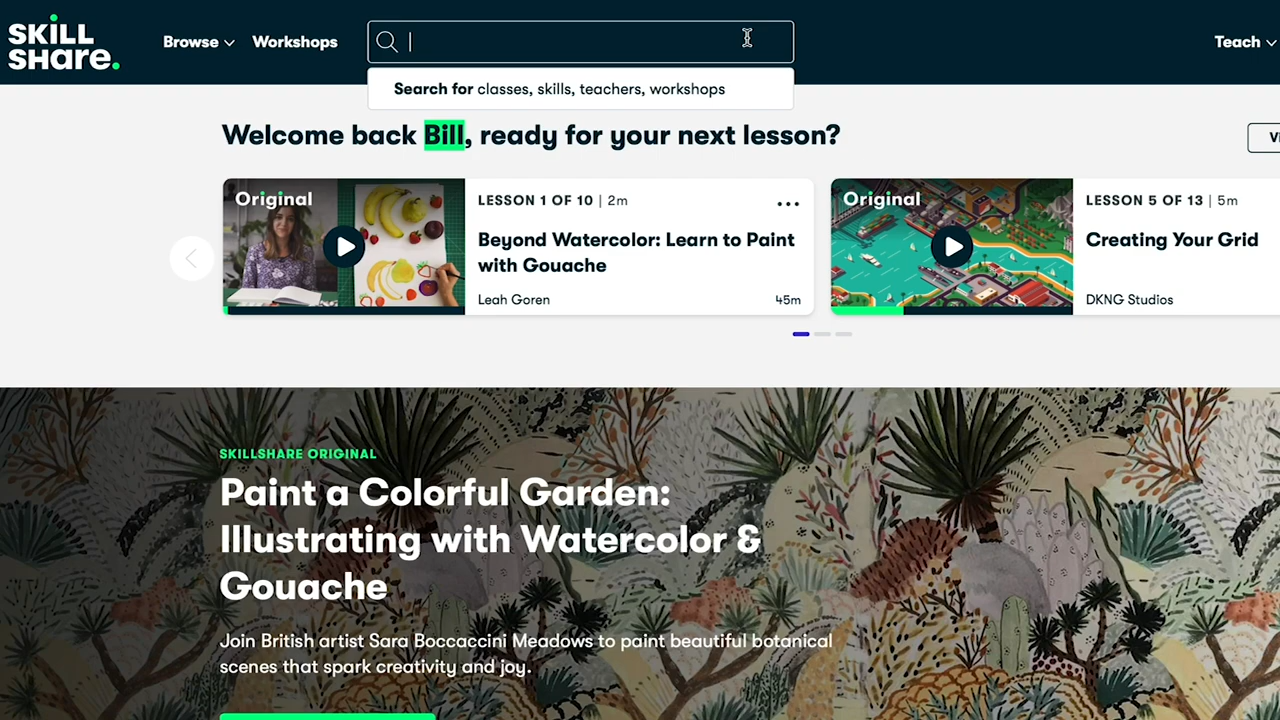 SKILL
SHARE.
Browse
Workshops
Teach
Search for classes, skills, teachers, workshops
Welcome back Bill, ready for your next lesson?
Original
LESSON 1 OF 10 | 2m
Beyond Watercolor: Learn to Paint
with Gouache
Leah Goren
45m
Original
LESSON 5 OF 13 | 5m
Creating Your Grid
DKNG Studios
SKILLSHARE ORIGINAL
Paint a Colorful Garden:
Illustrating with Watercolor &
Gouache
Join British artist Sara Boccaccini Meadows to paint beautiful botanical
scenes that spark creativity and joy.